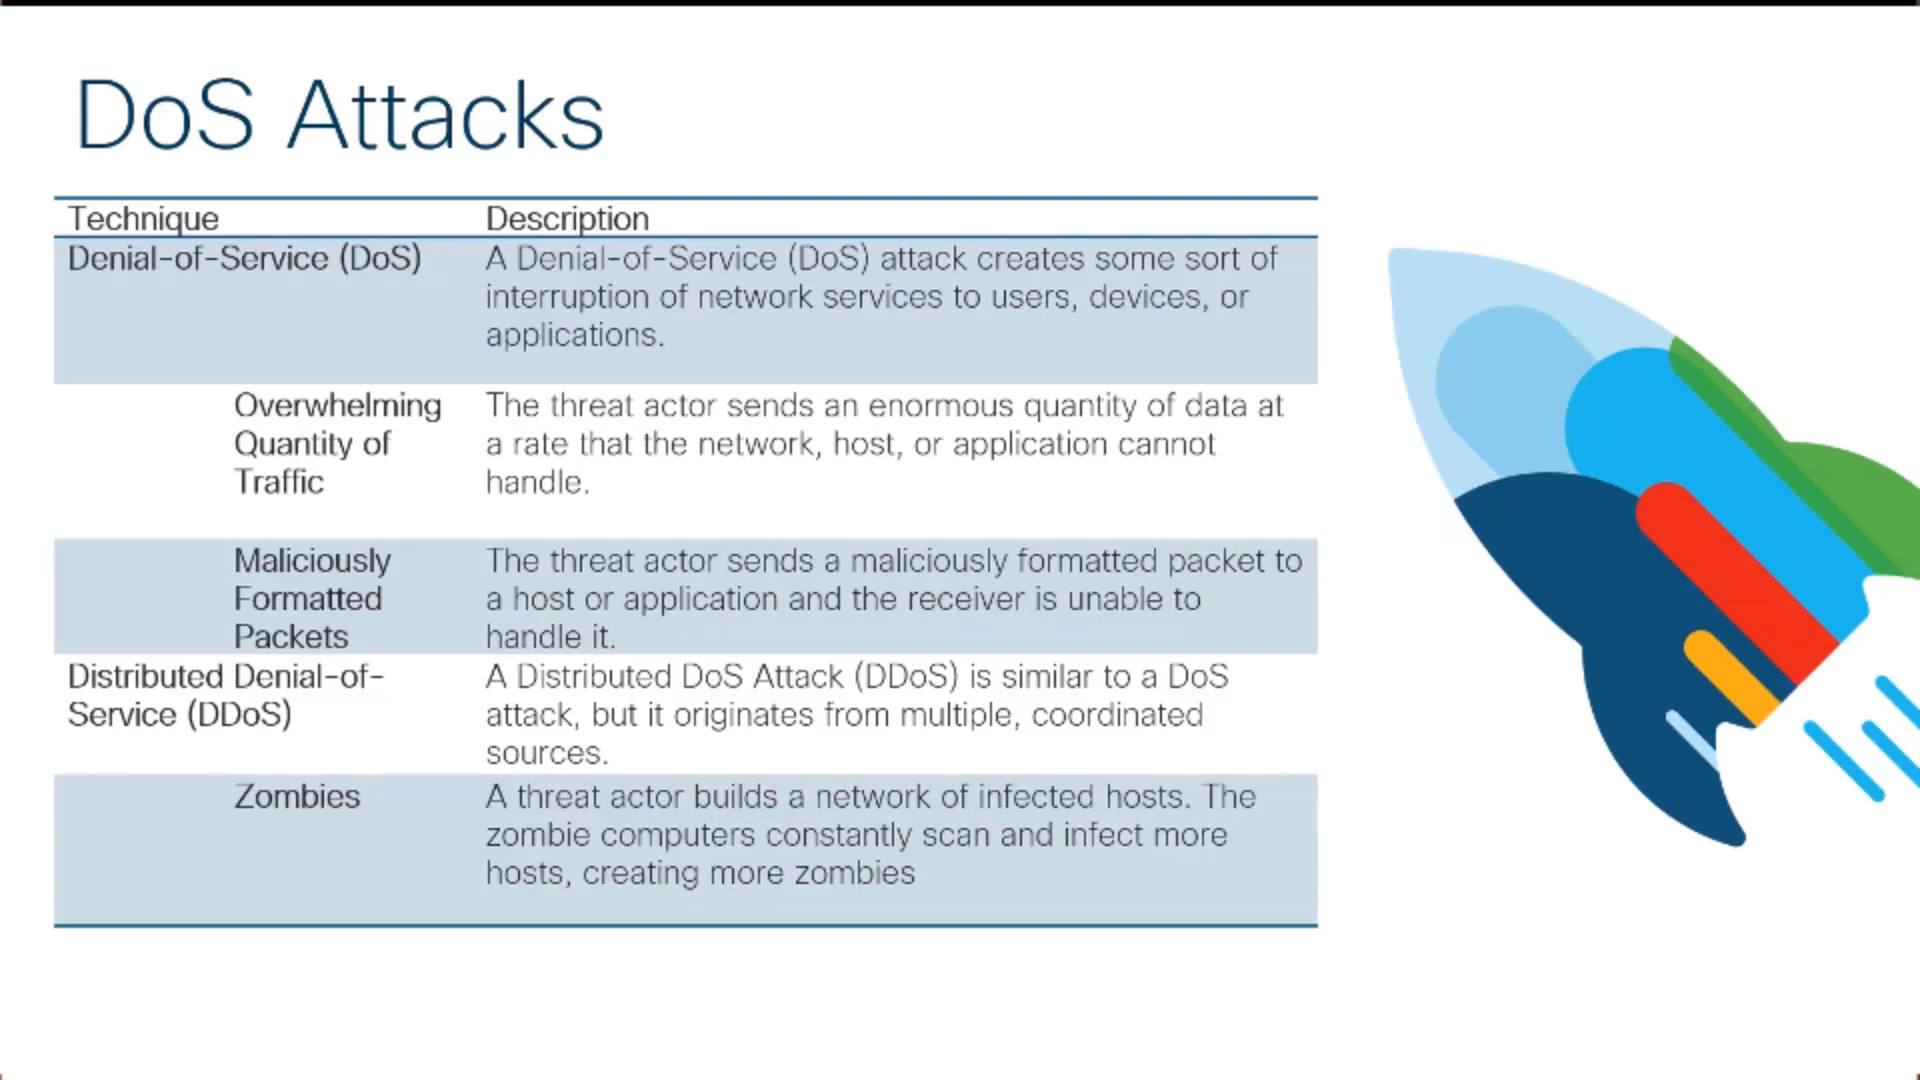 DoS Attacks
Technique Description
Denial-of-Service (DoS) A Denial-of-Service (DoS) attack creates some sort of
interruption of network services to users, devices, or
applications.
Overwhelming The threat actor sends an enormous quantity of data at
Quantity of a rate that the network, host, or application cannot
Traffic handle.
Maliciously The threat actor sends a maliciously formatted packet to
Formatted a host or application and the receiver is unable to
Packets handle it.
Distributed Denial-of- A Distributed DoS Attack (DDoS) is similar to a DoS
Service (DDoS) attack, but it originates from multiple, coordinated
sources.
Zombies A threat actor builds a network of infected hosts. The
zombie computers constantly scan and infect more
hosts, creating more zombies